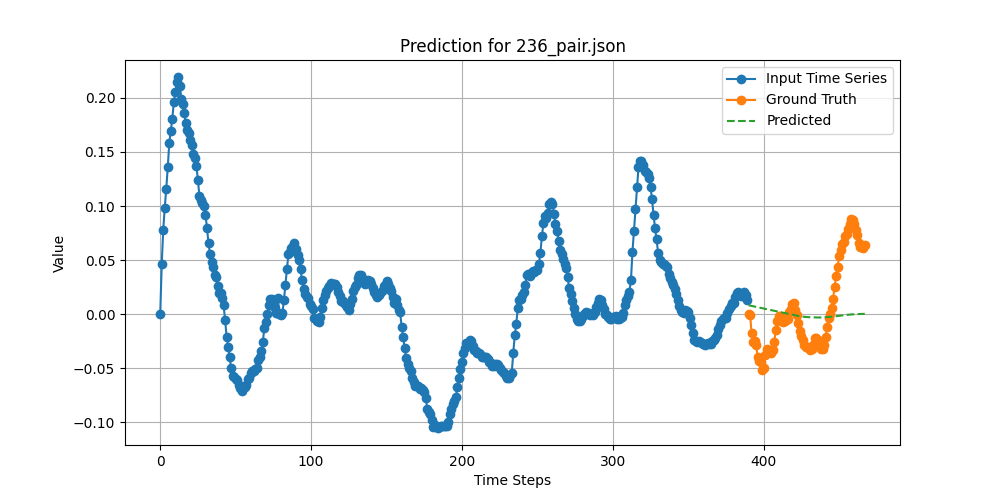 Prediction for 236_pair.json
Input Time Series
Ground Truth
Predicted
Value
0.20
0.15
0.10
0.05
0.00
−0.05
−0.10
0
100
200
300
400
Time Steps